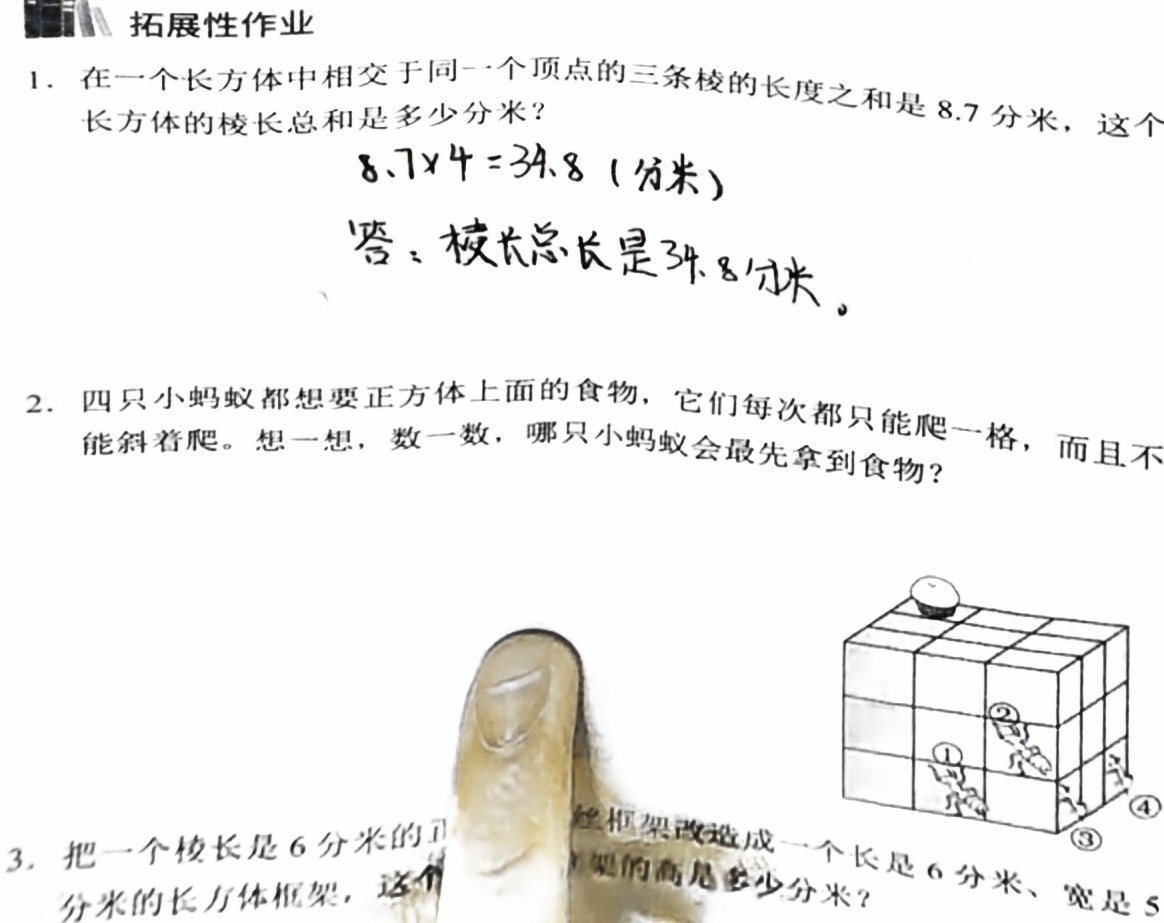 拓展性作业
1. 在一个长方体中相交于同一个顶点的三条棱的长度之和是 8.7 分米，这个
长方体的棱长总和是多少分米？
8.7×4=34.8（分米）
答：棱长总长是34.8分米。
2. 四只小蚂蚁都想要正方体上面的食物，它们每次都只能爬一格，而且不
能斜着爬。想一想，数一数，哪只小蚂蚁会最先拿到食物？
②
①
④
③
3. 把一个棱长是 6 分米的正 框架改造成一个长是 6 分米、宽是 5
分米的长方体框架，这个 架的高是多少分米？